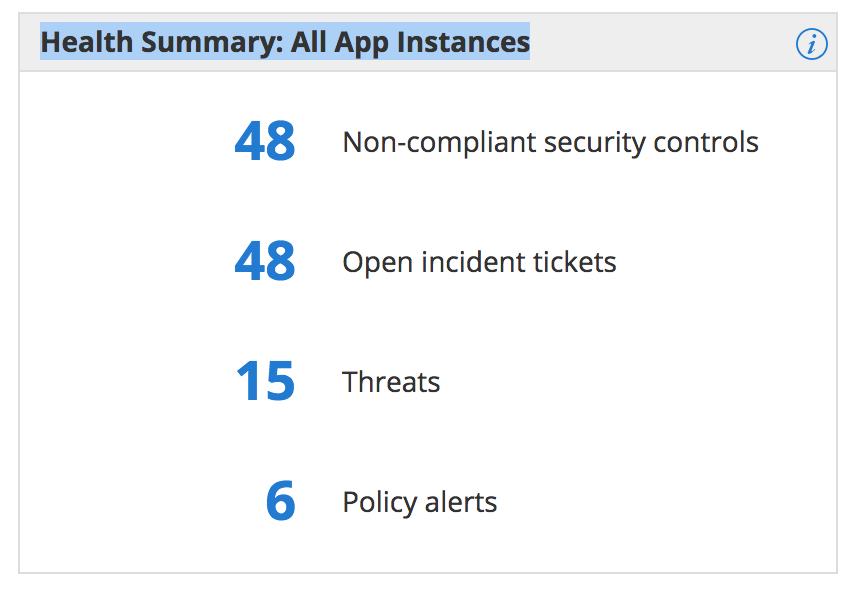 Health Summary: All App Instances
i
48 Non-compliant security controls
48 Open incident tickets
15 Threats
6 Policy alerts